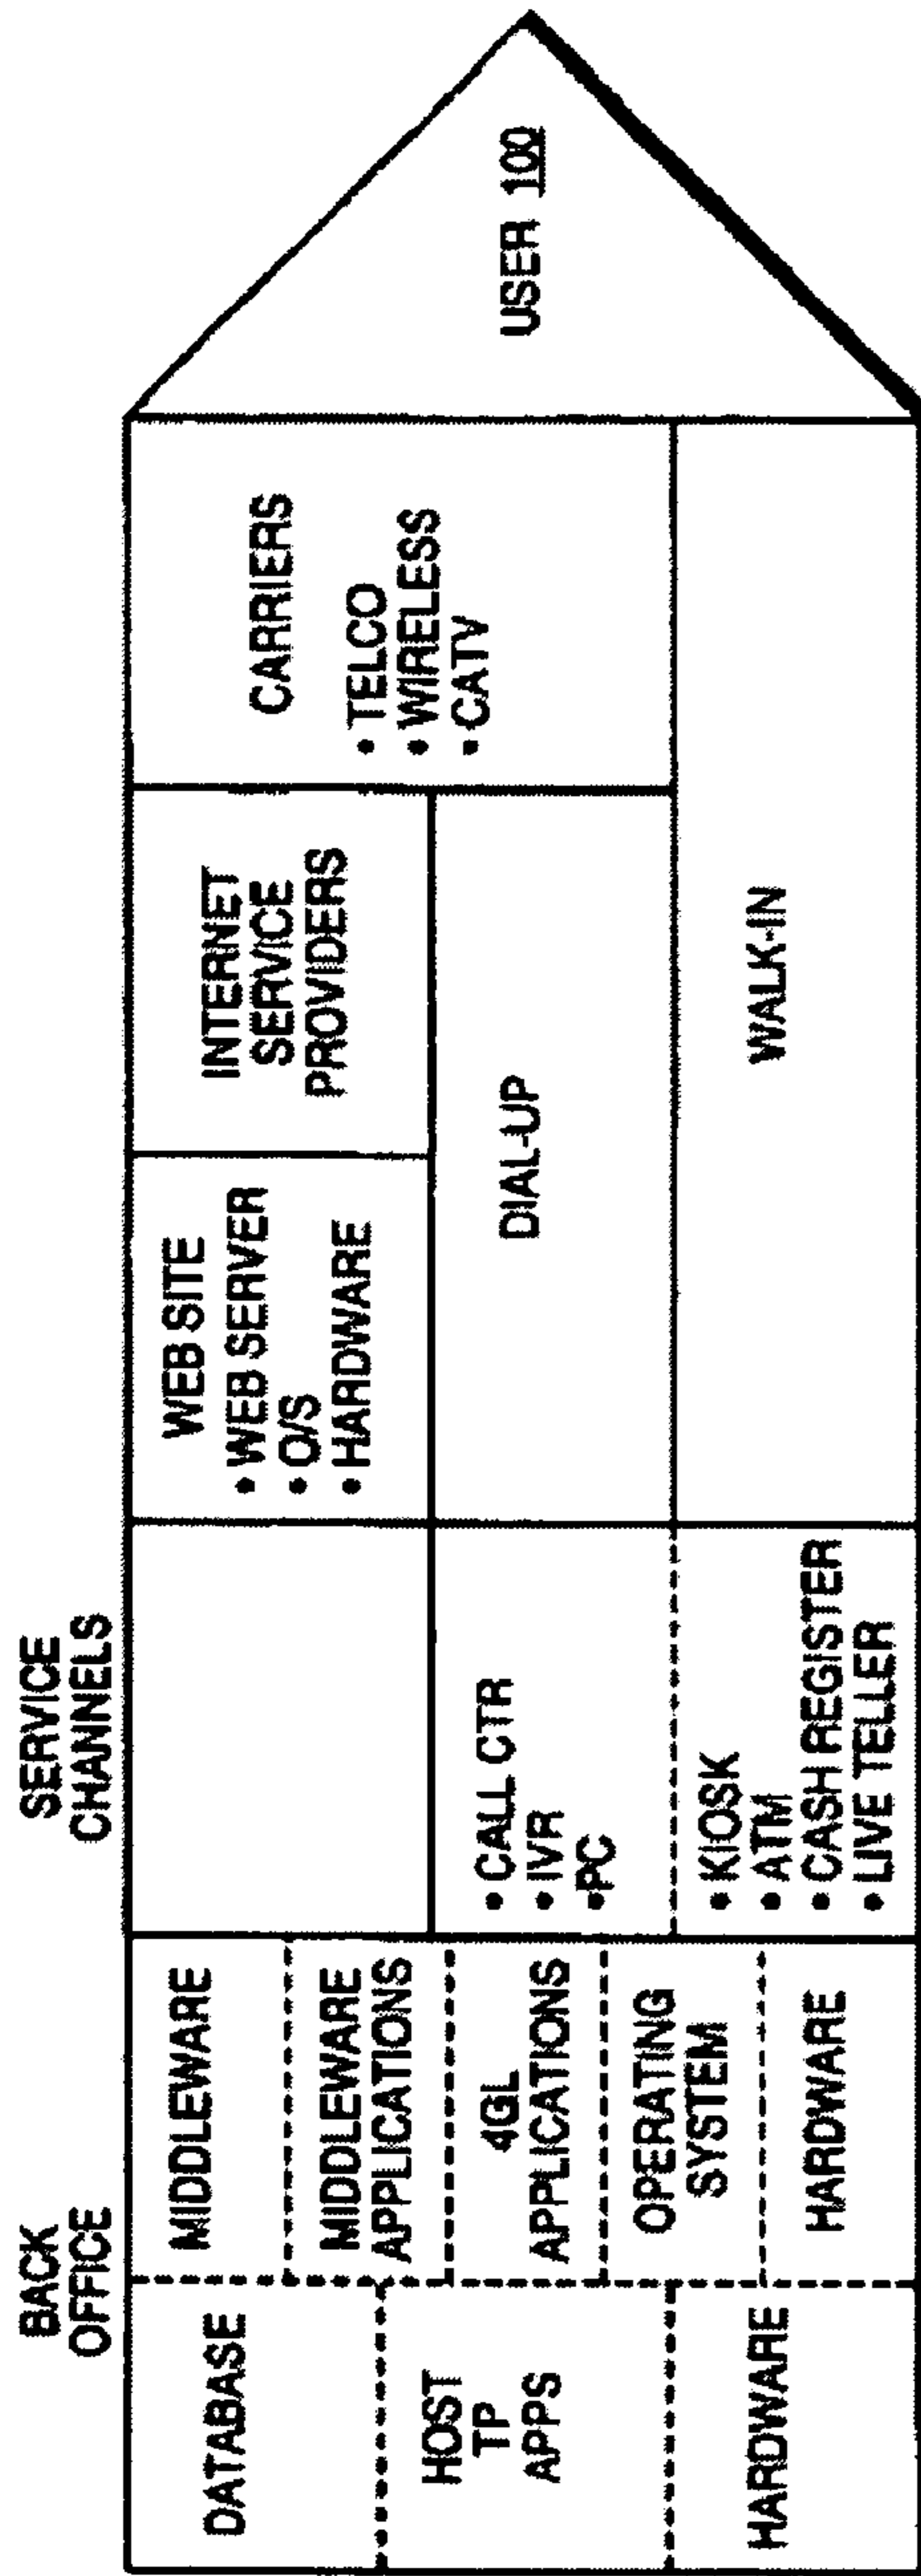 BACK
OFFICE
SERVICE
CHANNELS
DATABASE
HOST
TP
APPS
HARDWARE
MIDDLEWARE
MIDDLEWARE
APPLICATIONS
4GL
APPLICATIONS
OPERATING
SYSTEM
HARDWARE
• CALL CTR
• IVR
• PC
• KIOSK
• ATM
• CASH REGISTER
• LIVE TELLER
WEB SITE
• WEB SERVER
• O/S
• HARDWARE
INTERNET
SERVICE
PROVIDERS
DIAL-UP
WALK-IN
CARRIERS
• TELCO
• WIRELESS
• CATV
USER 100